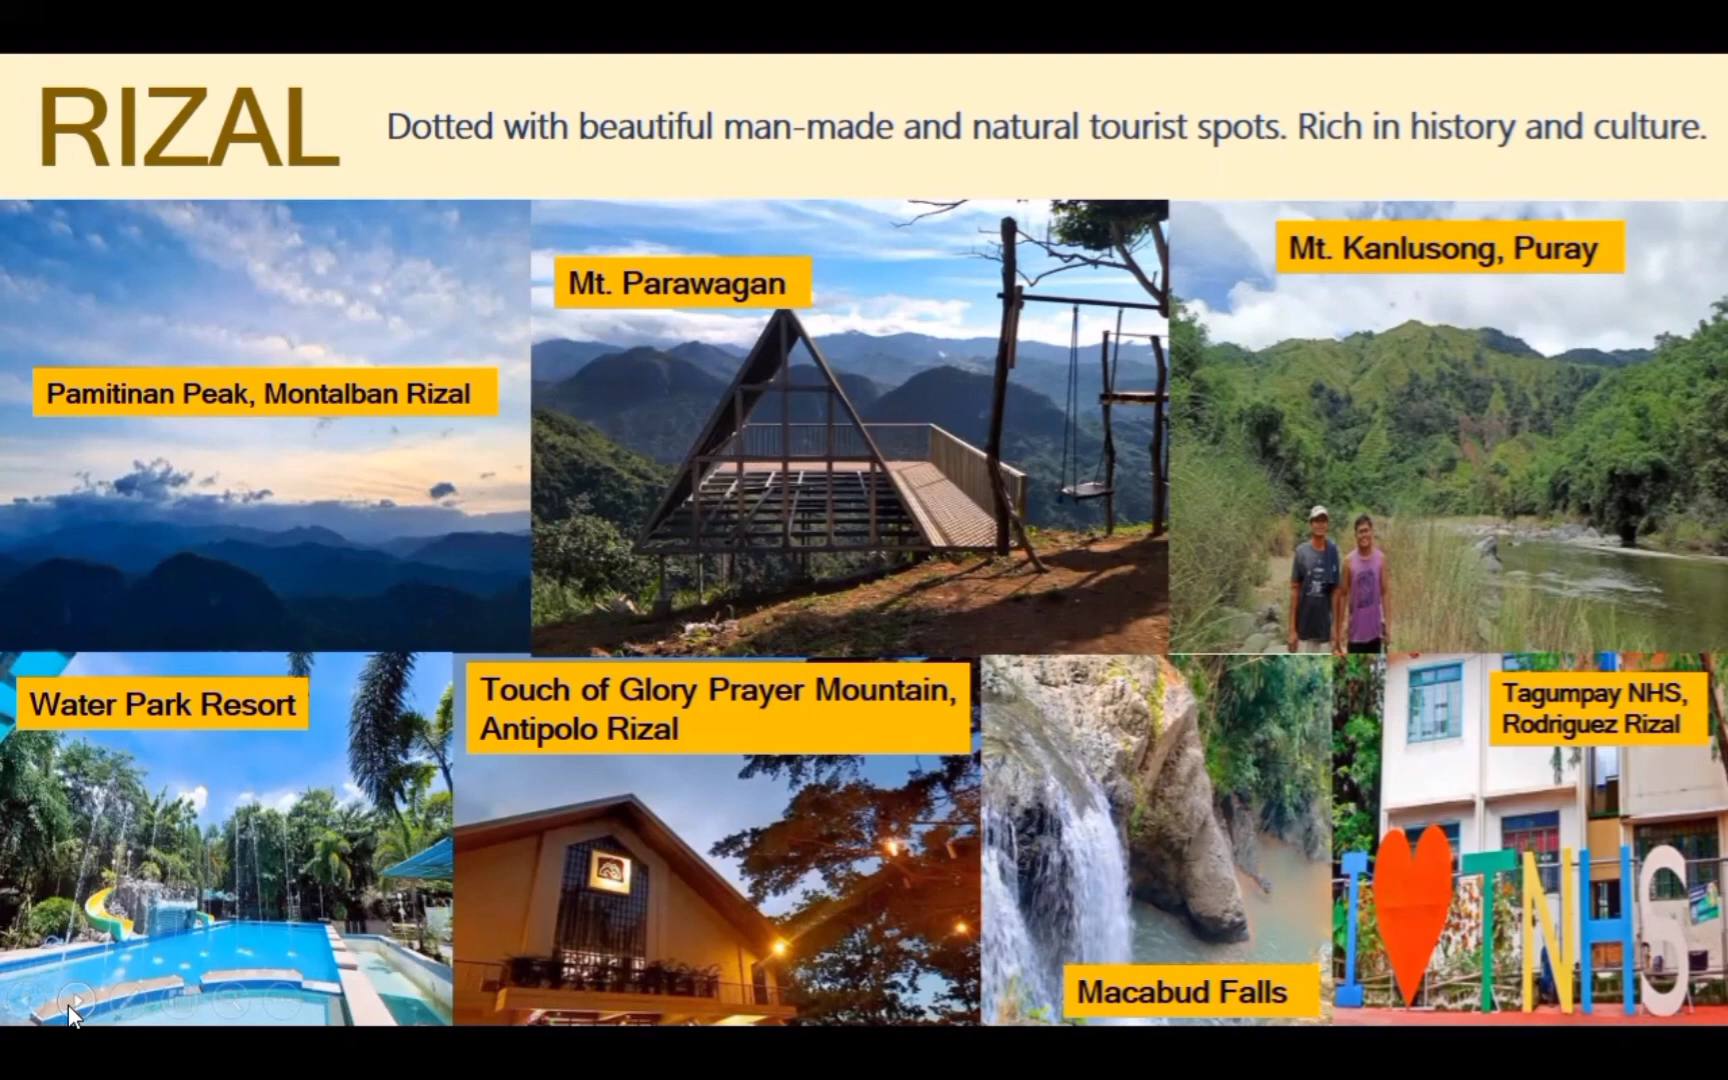 RIZAL
Dotted with beautiful man-made and natural tourist spots. Rich in history and culture.
Pamitinan Peak, Montalban Rizal
Mt. Parawagan
Mt. Kanlusong, Puray
Water Park Resort
Touch of Glory Prayer Mountain,
Antipolo Rizal
Macabud Falls
Tagumpay NHS,
Rodriguez Rizal
I TNHS